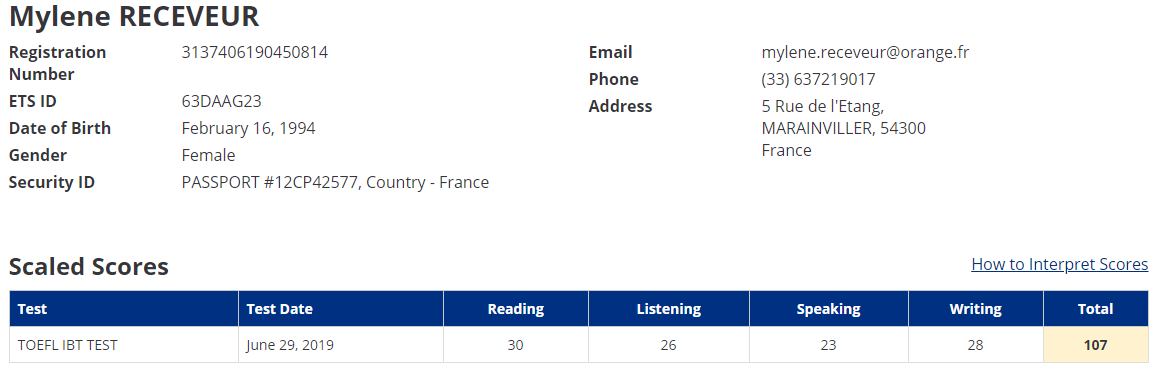 Mylene RECEVEUR
Registration Number 3137406190450814
ETS ID 63DAAG23
Date of Birth February 16, 1994
Gender Female
Security ID PASSPORT #12CP42577, Country - France
Email mylene.receveur@orange.fr
Phone (33) 637219017
Address 5 Rue de l'Etang,
MARAINVILLER, 54300
France
Scaled Scores
How to Interpret Scores
Test Test Date Reading Listening Speaking Writing Total
TOEFL IBT TEST June 29, 2019 30 26 23 28 107